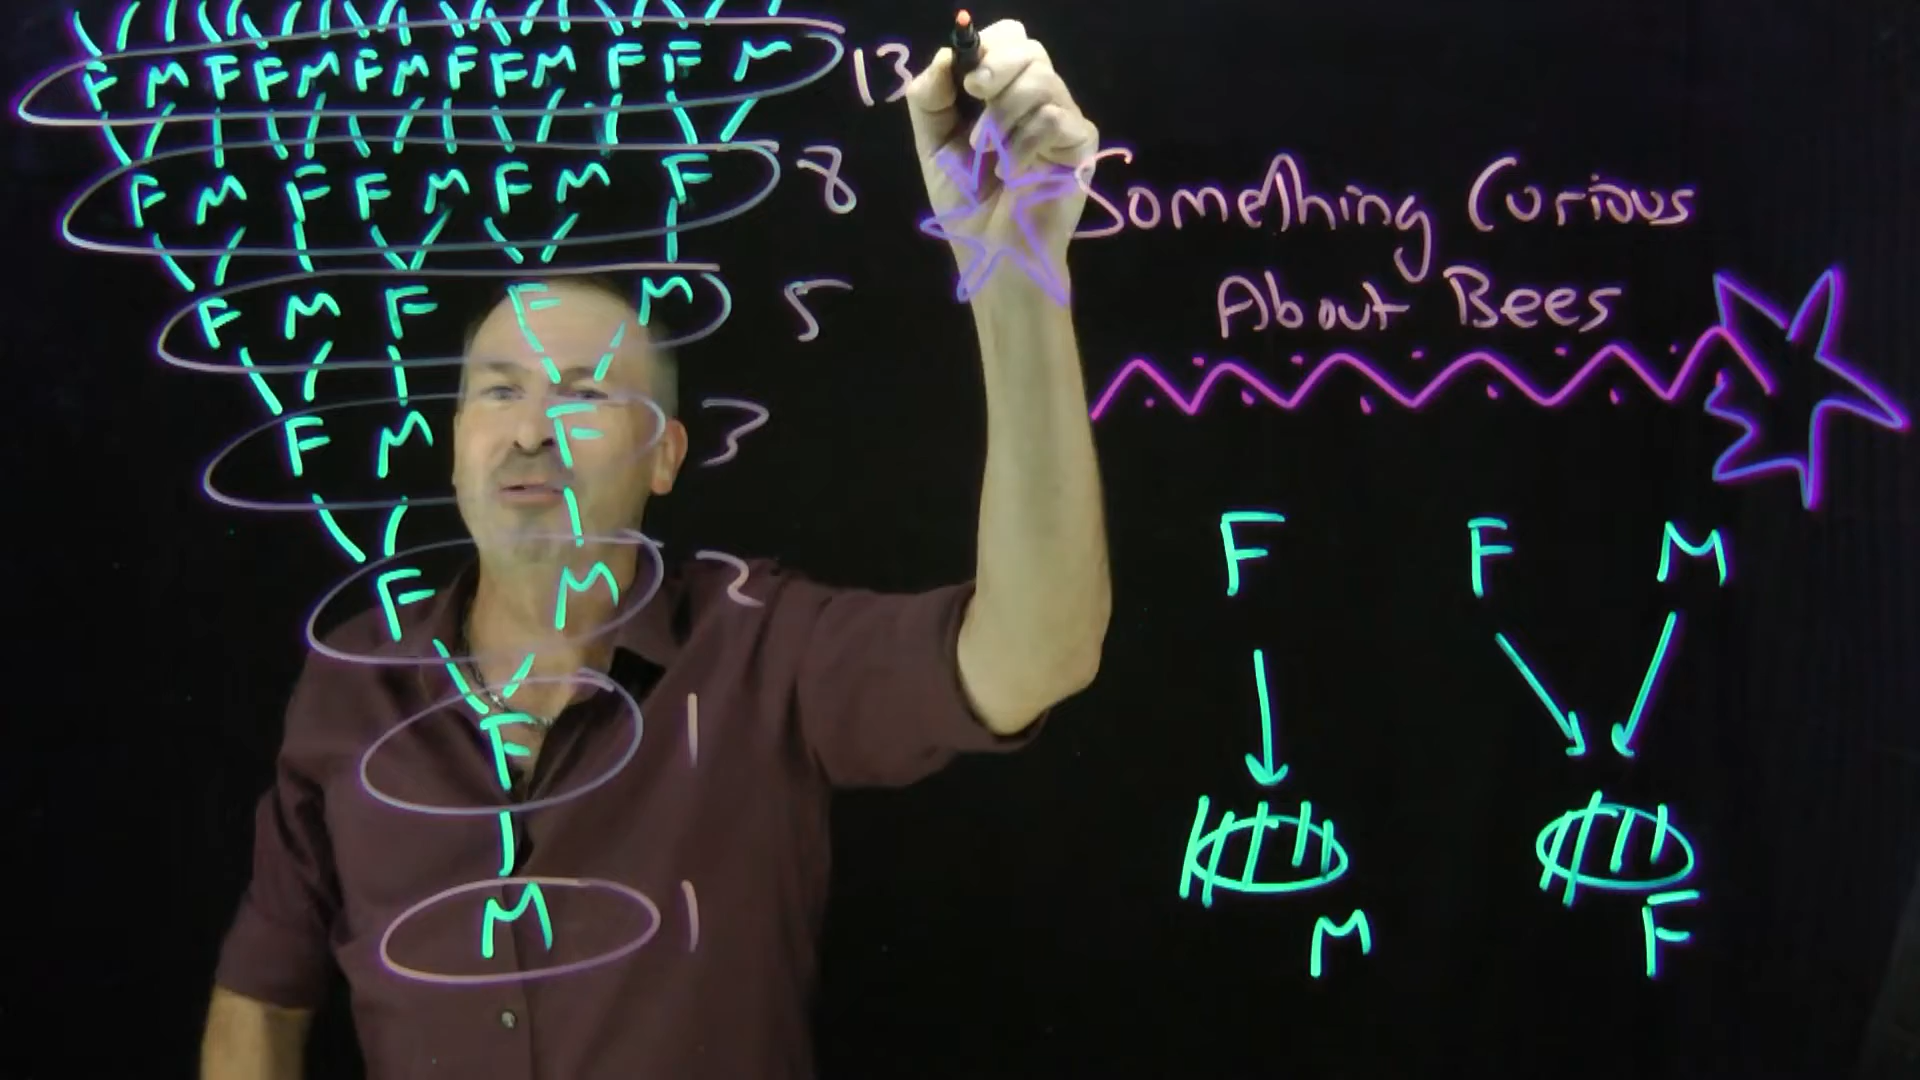 F M F F M F M F F M F F M 13
F M F F M F M F 8
F M F F M 5
F M F 3
F M 2
F 1
M 1
Something Curious
About Bees
F F M
M F